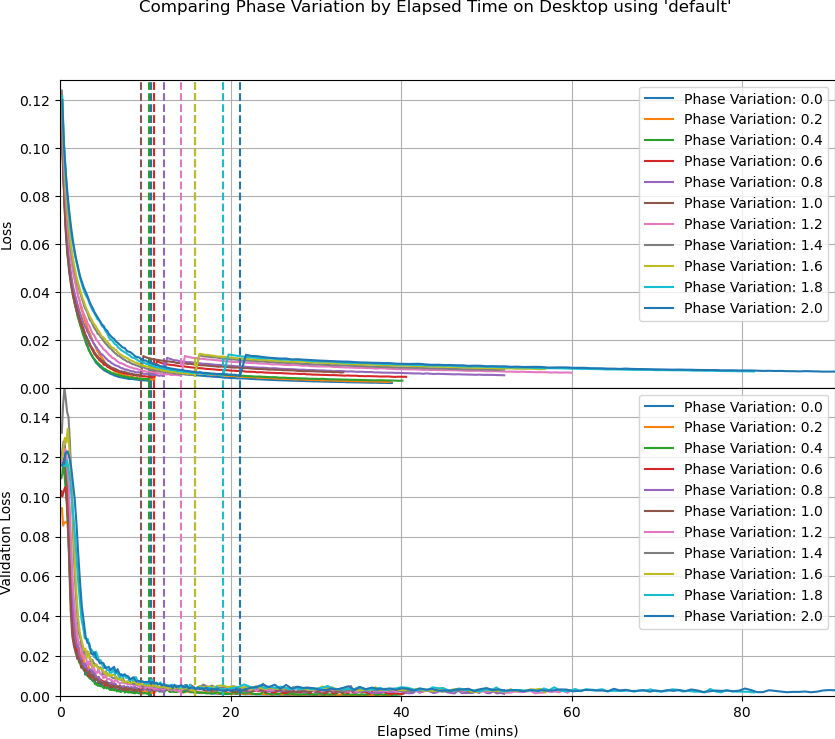 Comparing Phase Variation by Elapsed Time on Desktop using 'default'
0.12
0.10
0.08
0.06
0.04
0.02
0.00
Loss
Phase Variation: 0.0
Phase Variation: 0.2
Phase Variation: 0.4
Phase Variation: 0.6
Phase Variation: 0.8
Phase Variation: 1.0
Phase Variation: 1.2
Phase Variation: 1.4
Phase Variation: 1.6
Phase Variation: 1.8
Phase Variation: 2.0
0.14
0.12
0.10
0.08
0.06
0.04
0.02
0.00
Validation Loss
Phase Variation: 0.0
Phase Variation: 0.2
Phase Variation: 0.4
Phase Variation: 0.6
Phase Variation: 0.8
Phase Variation: 1.0
Phase Variation: 1.2
Phase Variation: 1.4
Phase Variation: 1.6
Phase Variation: 1.8
Phase Variation: 2.0
0 20 40 60 80
Elapsed Time (mins)